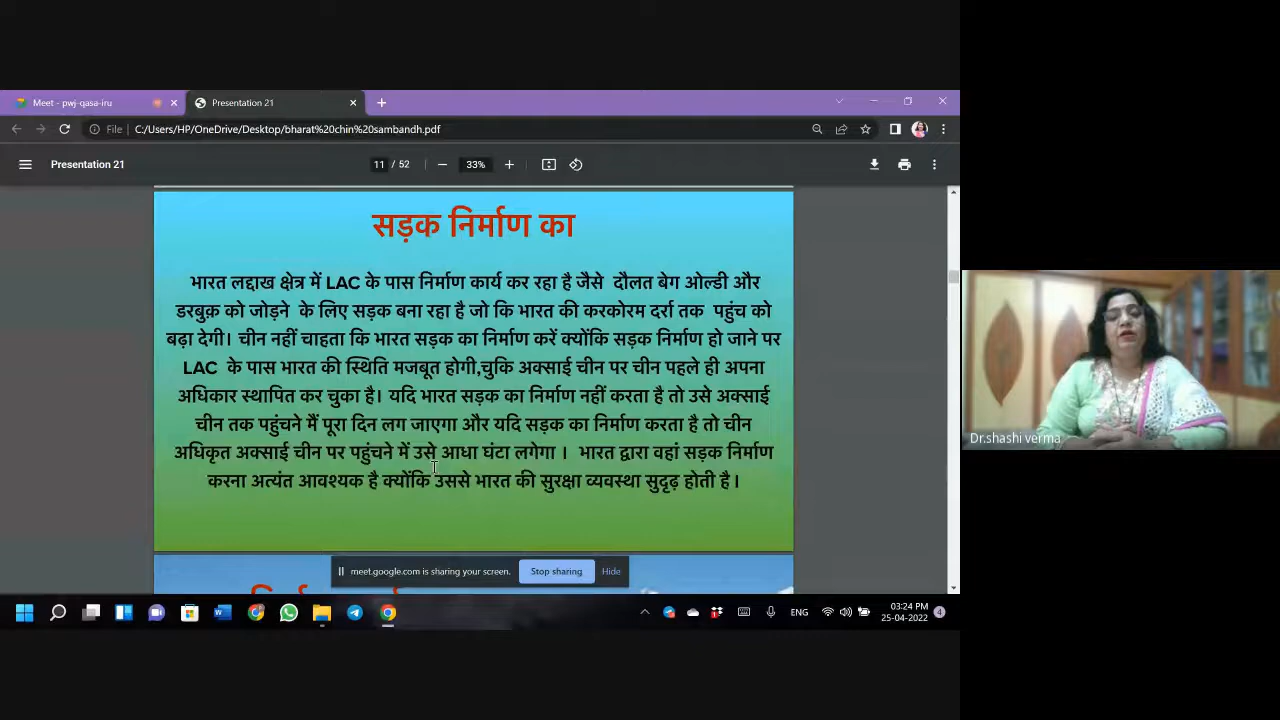 Meet - pwj-qasa-iru
Presentation 21
File
C:/Users/HP/OneDrive/Desktop/bharat%20chin%20sambandh.pdf
Presentation 21
11 / 52
33%
सड़क निर्माण का
भारत लद्दाख क्षेत्र में LAC के पास निर्माण कार्य कर रहा है जैसे दौलत बेग ओल्डी और
डरबुक़ को जोड़ने के लिए सड़क बना रहा है जो कि भारत की करकोरम दर्रा तक पहुंच को
बढ़ा देगी। चीन नहीं चाहता कि भारत सड़क का निर्माण करें क्योंकि सड़क निर्माण हो जाने पर
LAC के पास भारत की स्थिति मजबूत होगी,चुकि अक्साई चीन पर चीन पहले ही अपना
अधिकार स्थापित कर चुका है। यदि भारत सड़क का निर्माण नहीं करता है तो उसे अक्साई
चीन तक पहुंचने मैं पूरा दिन लग जाएगा और यदि सड़क का निर्माण करता है तो चीन
अधिकृत अक्साई चीन पर पहुंचने में उसे आधा घंटा लगेगा । भारत द्वारा वहां सड़क निर्माण
करना अत्यंत आवश्यक है क्योंकि उससे भारत की सुरक्षा व्यवस्था सुदृढ़ होती है।
meet.google.com is sharing your screen.
Stop sharing
Hide
ENG
03:24 PM
25-04-2022
4
Dr.shashi verma